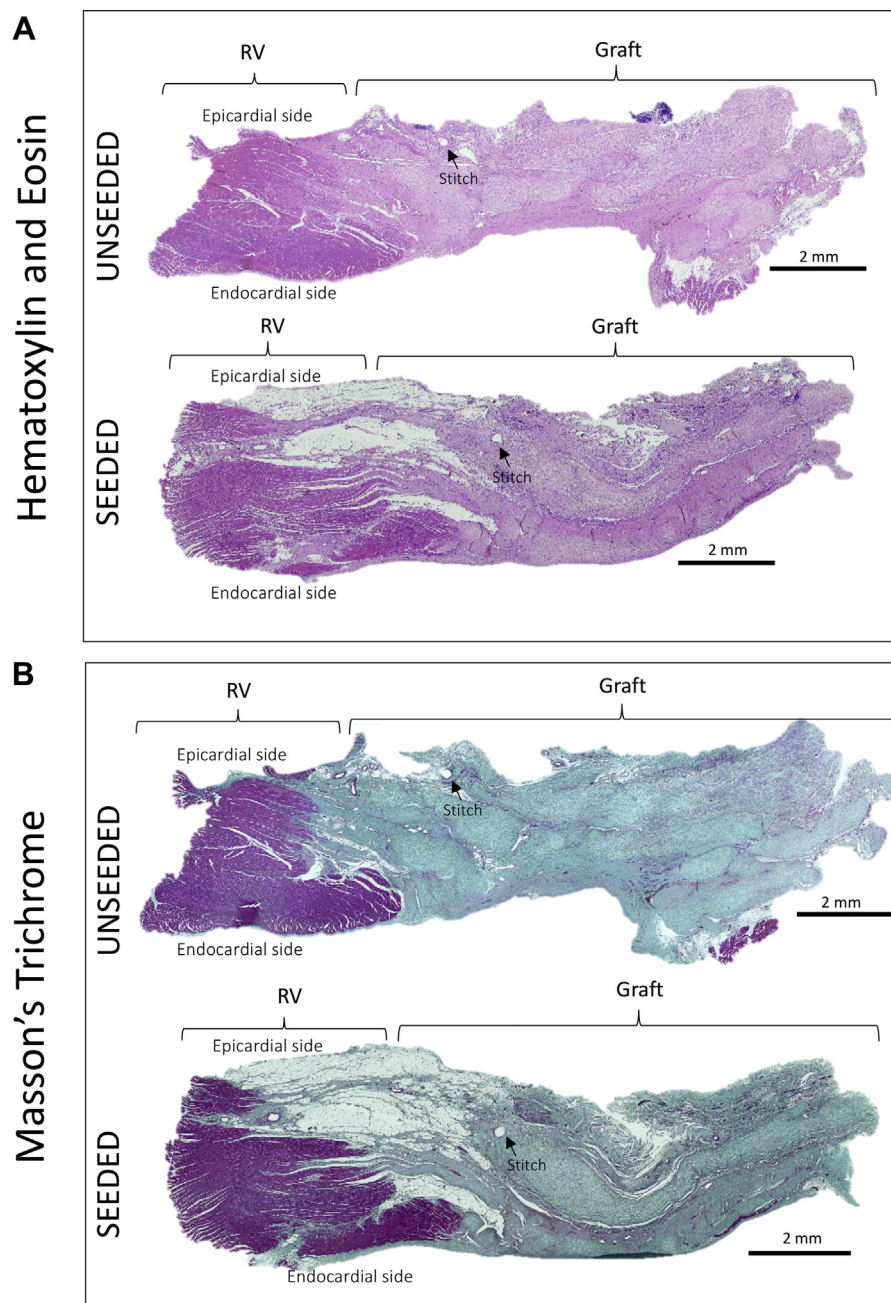 A
Hematoxylin and Eosin
UNSEEDED
RV
Graft
Epicardial side
Stitch
Endocardial side
2 mm
SEEDED
RV
Graft
Epicardial side
Stitch
Endocardial side
2 mm
B
Masson’s Trichrome
UNSEEDED
RV
Graft
Epicardial side
Stitch
Endocardial side
2 mm
SEEDED
RV
Graft
Epicardial side
Stitch
Endocardial side
2 mm